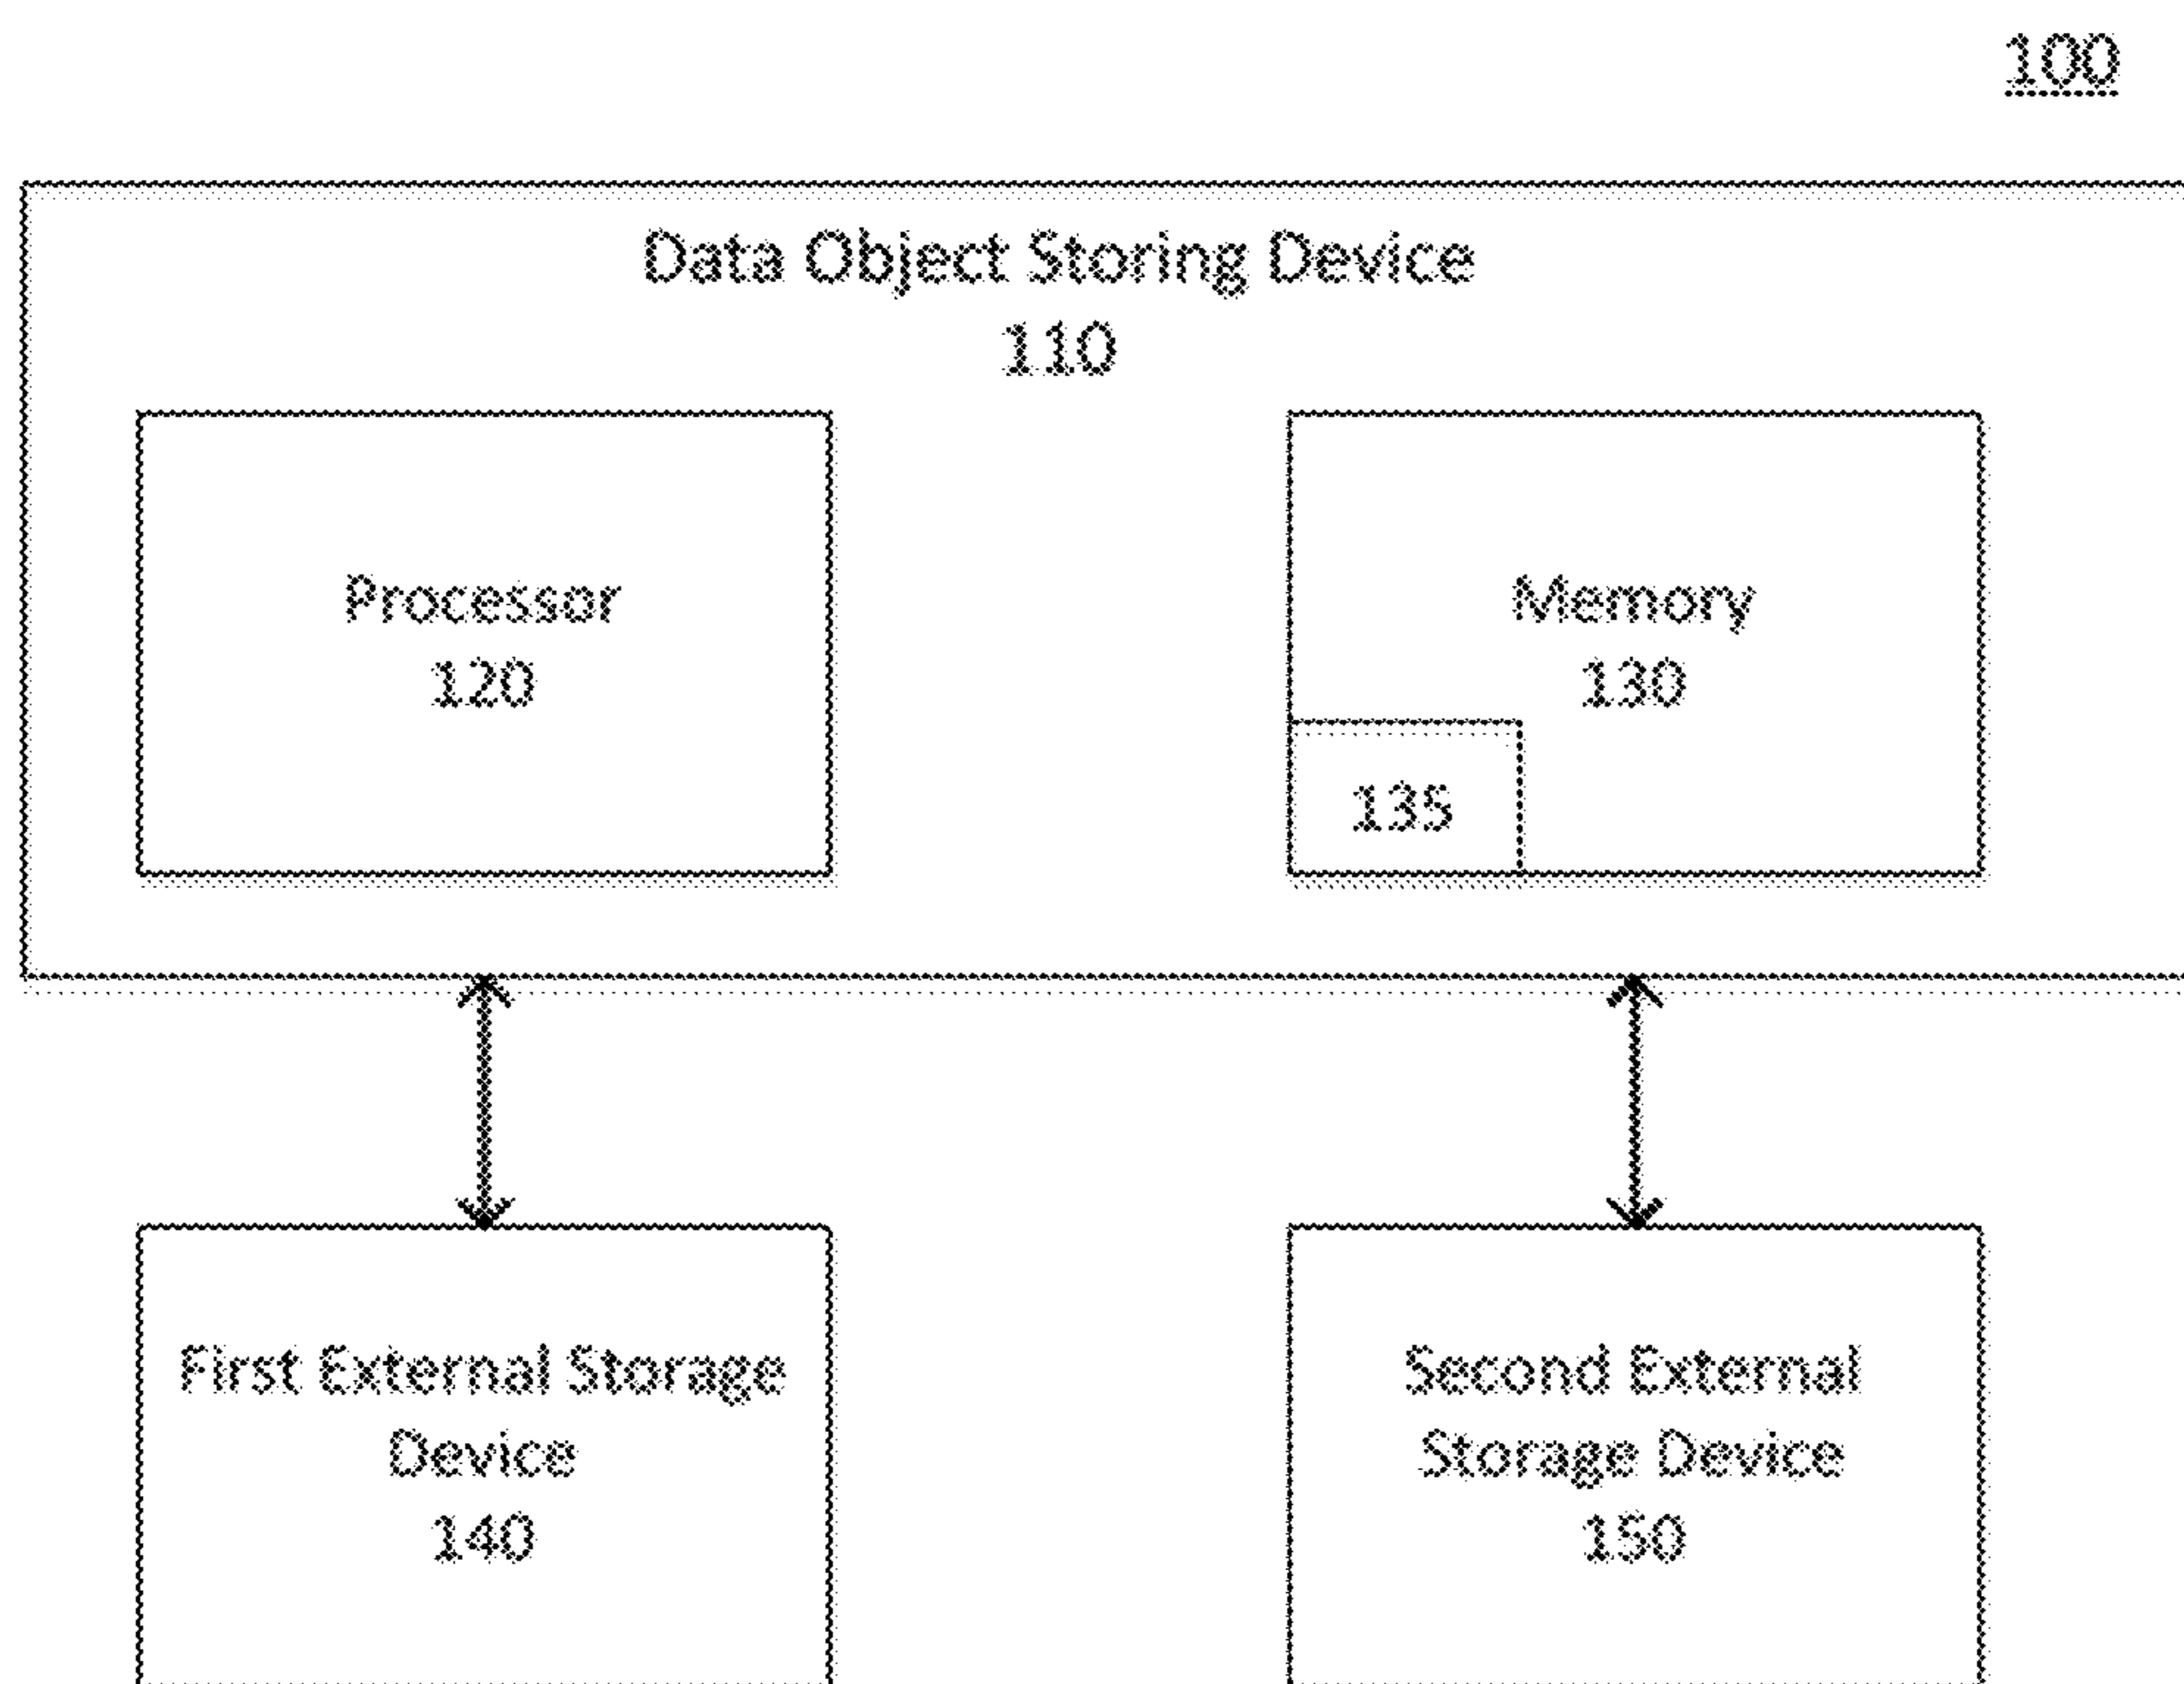 100
Data Object Storing Device
110
Processor
120
Memory
130
135
First External Storage
Device
140
Second External
Storage Device
150